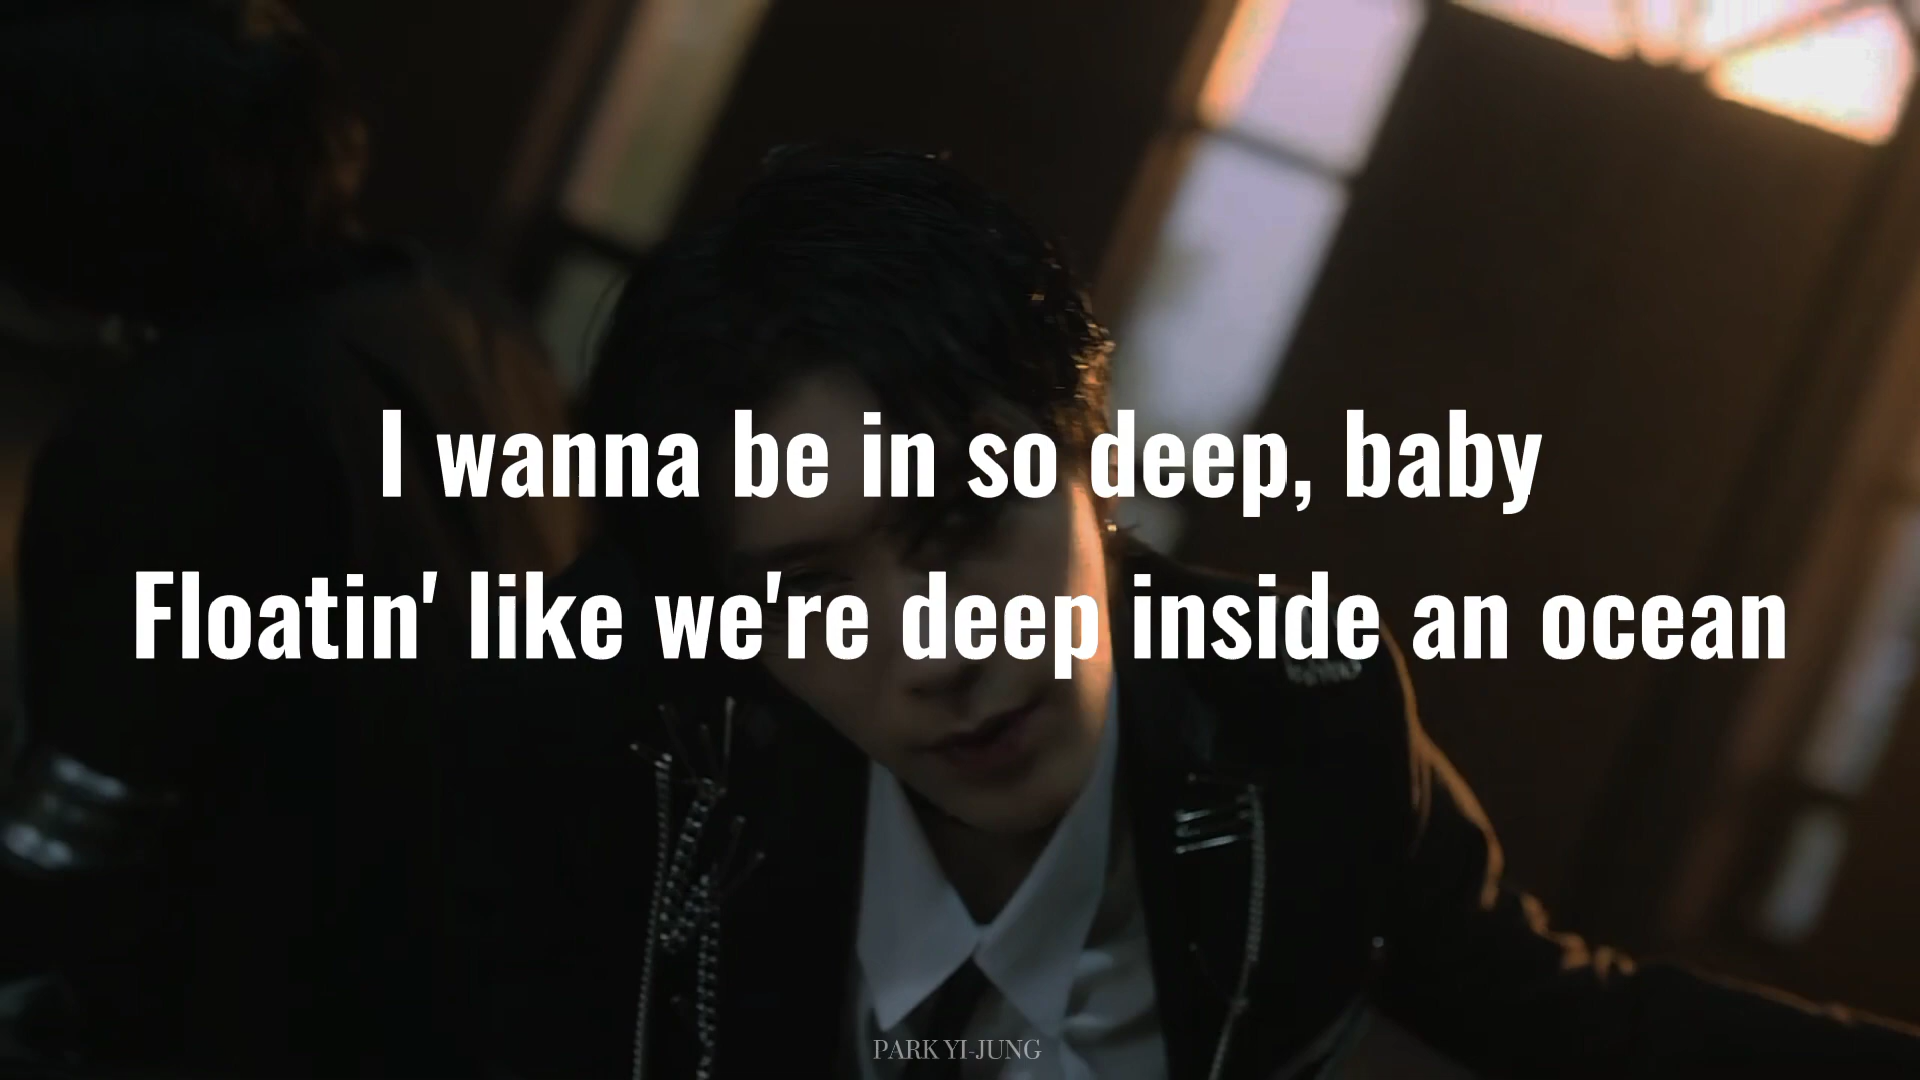 I wanna be in so deep, baby
Floatin' like we're deep inside an ocean
PARK YI-JUNG